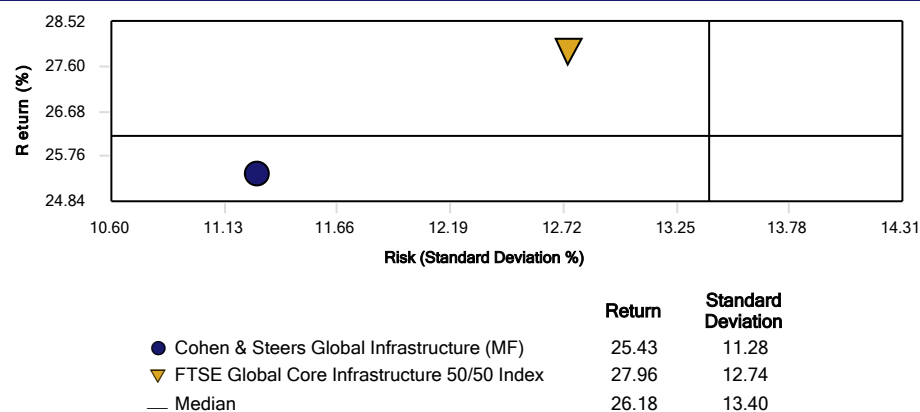 28.52
27.60
26.68
25.76
24.84
Return (%)
10.60 11.13 11.66 12.19 12.72 13.25 13.78 14.31
Risk (Standard Deviation %)
Return Standard Deviation
Cohen & Steers Global Infrastructure (MF) 25.43 11.28
FTSE Global Core Infrastructure 50/50 Index 27.96 12.74
Median 26.18 13.40